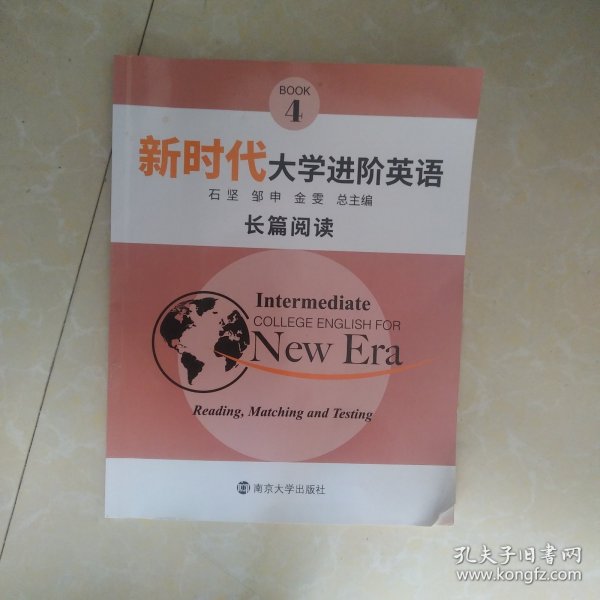 BOOK
4
新时代大学进阶英语
石坚 邹申 金雯 总主编
长篇阅读
Intermediate
COLLEGE ENGLISH FOR
New Era
Reading, Matching and Testing
南京大学出版社
孔夫子旧书网
www.kongfz.com